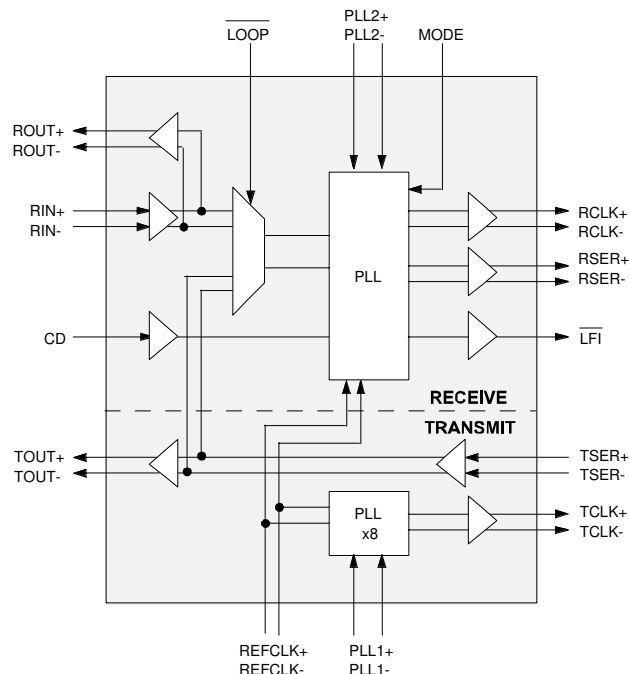 LOOP
PLL2+
PLL2-
MODE
ROUT+
ROUT-
RIN+
RIN-
RCLK+
RCLK-
RSER+
RSER-
PLL
CD
LFI
RECEIVE
TRANSMIT
TOUT+
TOUT-
TSER+
TSER-
PLL
x8
TCLK+
TCLK-
REFCLK+
REFCLK-
PLL1+
PLL1-